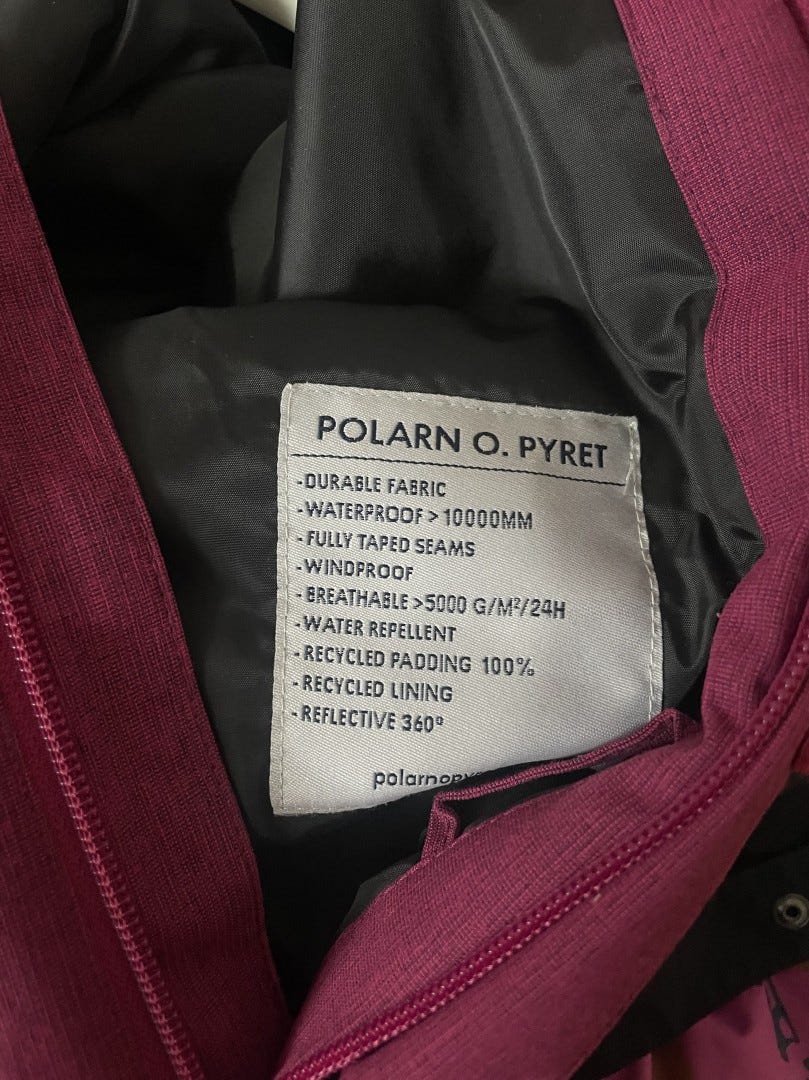 POLARN O. PYRET
-DURABLE FABRIC
-WATERPROOF > 10000MM
-FULLY TAPED SEAMS
-WINDPROOF
-BREATHABLE >5000 G/M²/24H
-WATER REPELLENT
-RECYCLED PADDING 100%
-RECYCLED LINING
-REFLECTIVE 360°